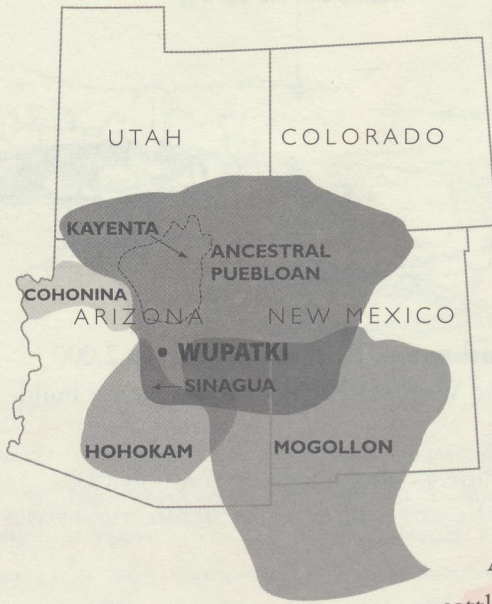 UTAH
COLORADO
KAYENTA
ANCESTRAL
PUEBLOAN
COHONINA
ARIZONA
NEW MEXICO
WUPATKI
SINAGUA
HOHOKAM
MOGOLLON